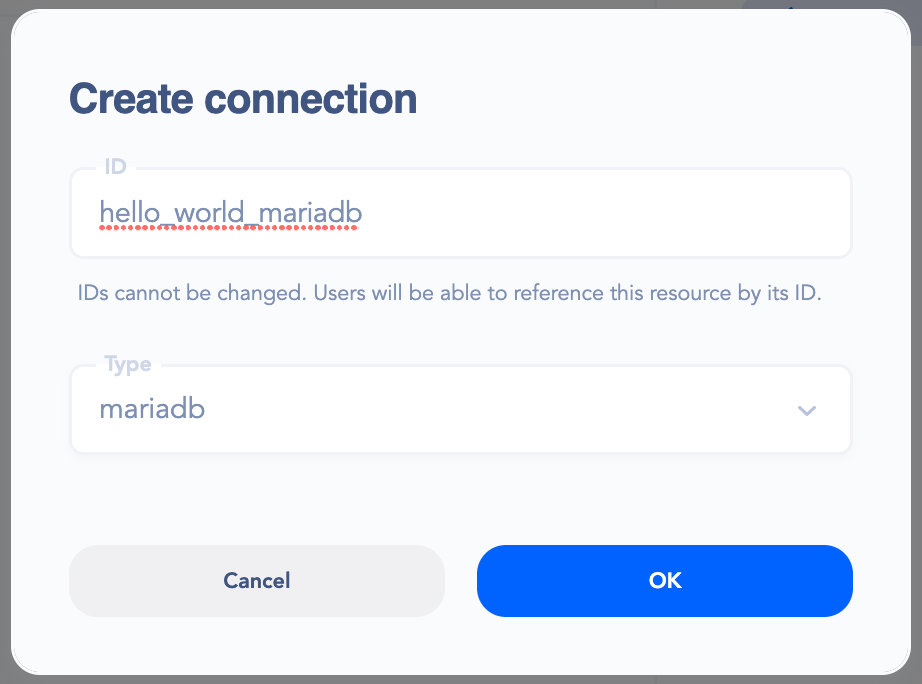 Create connection
ID
hello_world_mariadb
IDs cannot be changed. Users will be able to reference this resource by its ID.
Type
mariadb
Cancel
OK